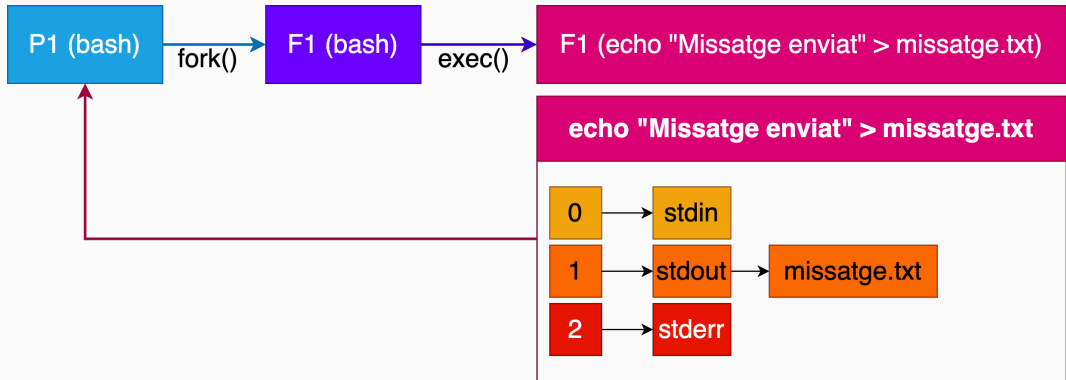 P1 (bash)
fork()
F1 (bash)
exec()
F1 (echo "Missatge enviat" > missatge.txt)
echo "Missatge enviat" > missatge.txt
0
stdin
1
stdout
missatge.txt
2
stderr